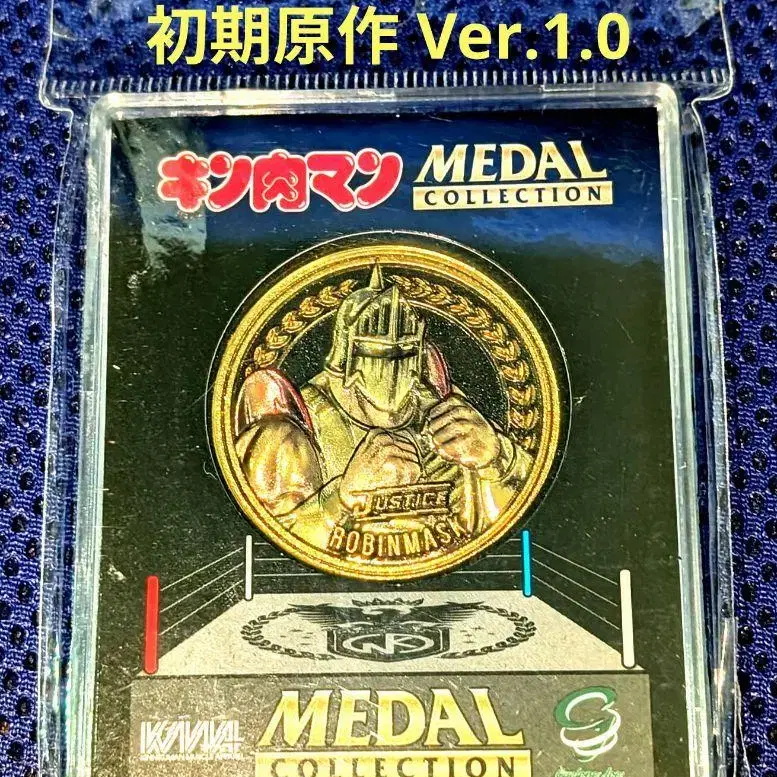 初期原作 Ver.1.0
キン肉マン
MEDAL
COLLECTION
JUSTICE
ROBINMASK
MEDAL
COLLECTION